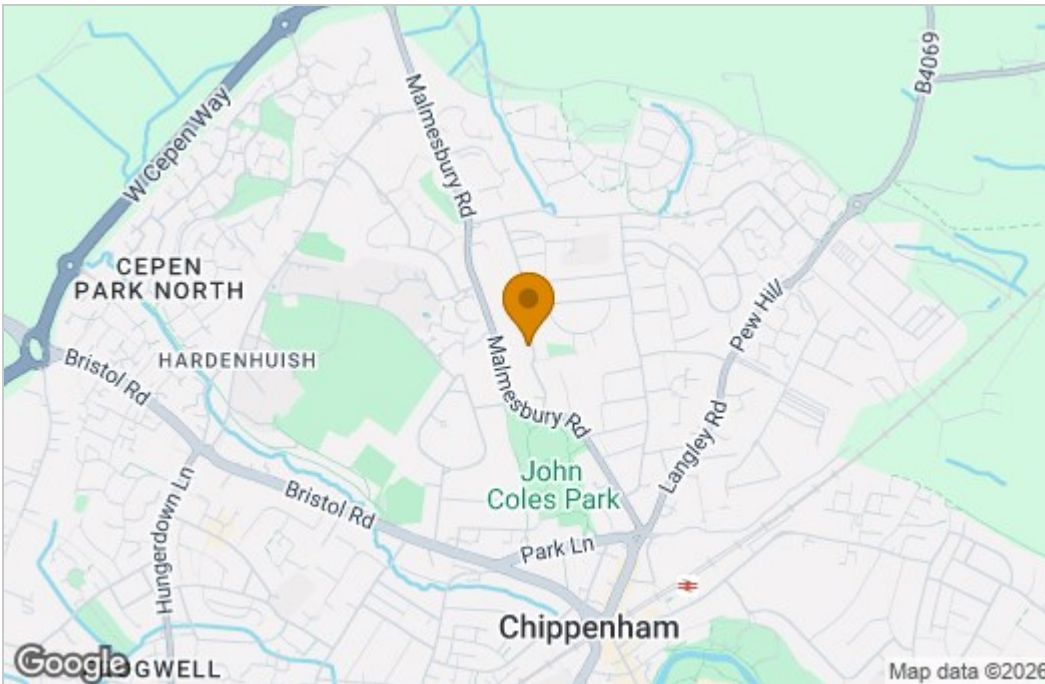 B4069
Malmesbury Rd
W Cepen Way
CEPEN
PARK NORTH
Pew Hill
HARDENHUISH
Bristol Rd
Malmesbury Rd
Langley Rd
Hungerdown Ln
John
Coles Park
Bristol Rd
Park Ln
Chippenham
Google
OGWELL
Map data ©2026